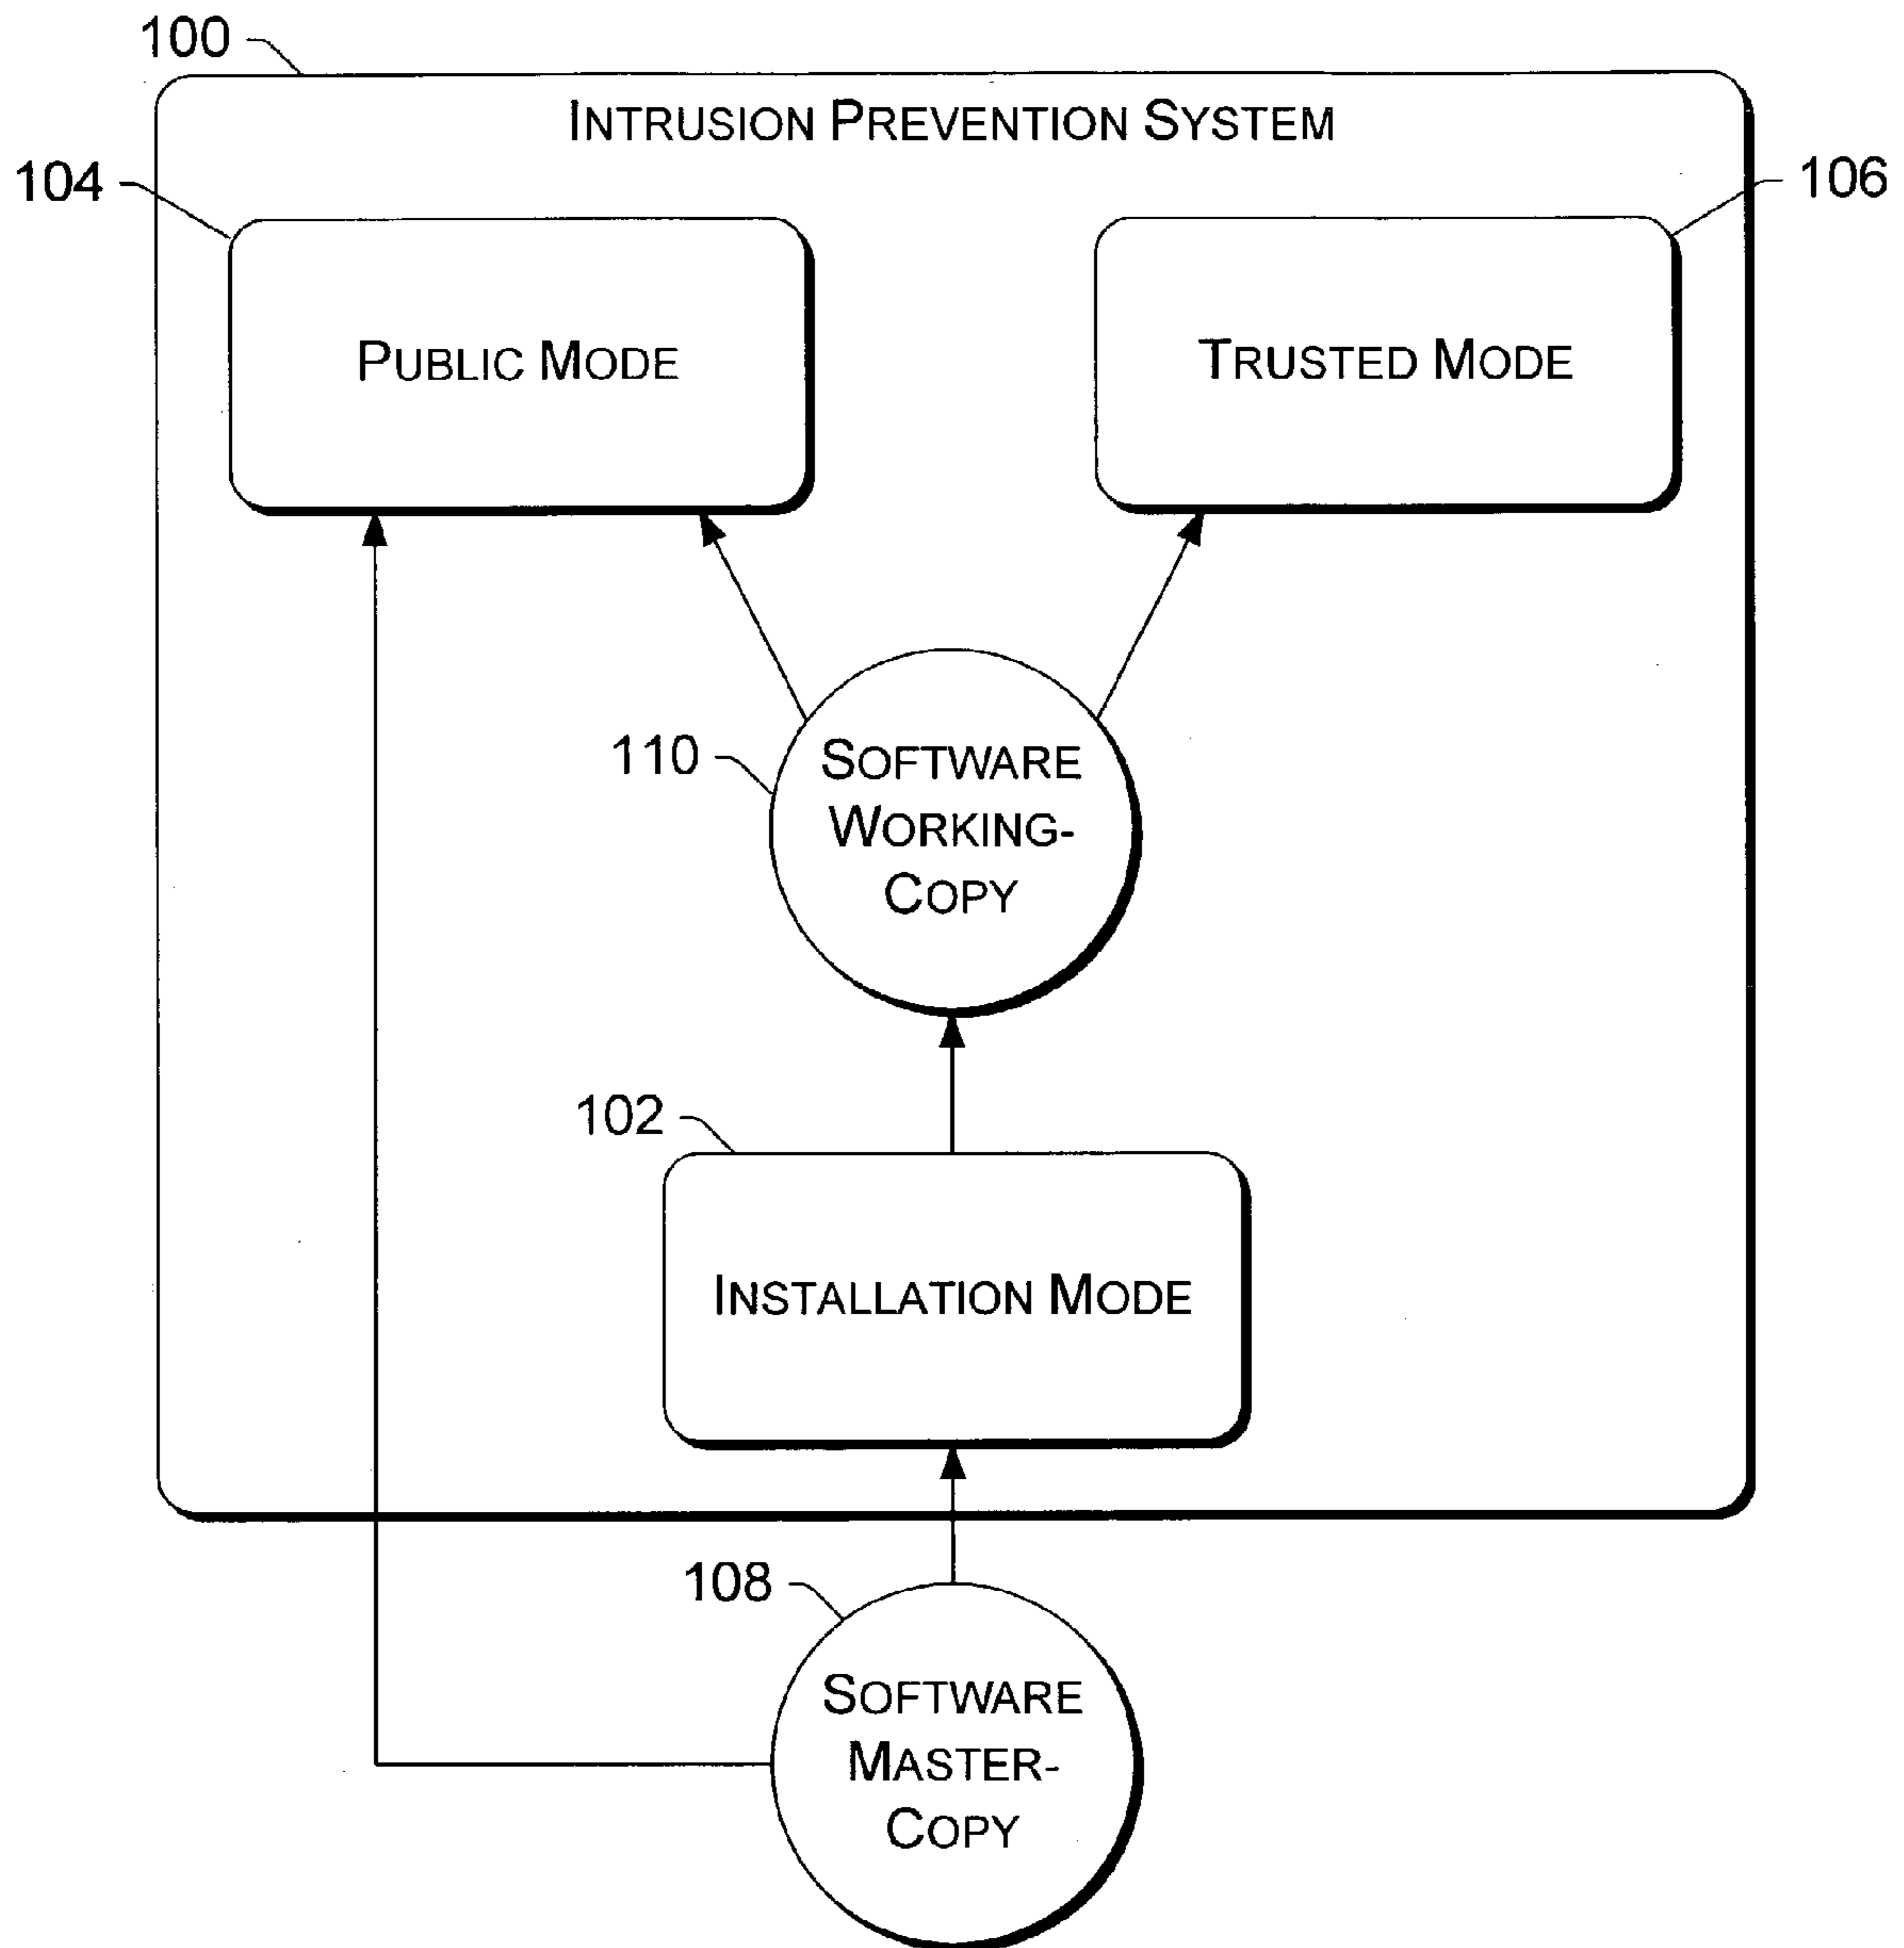 100
INTRUSION PREVENTION SYSTEM
104
106
PUBLIC MODE
TRUSTED MODE
110
SOFTWARE
WORKING-
COPY
102
INSTALLATION MODE
108
SOFTWARE
MASTER-
COPY